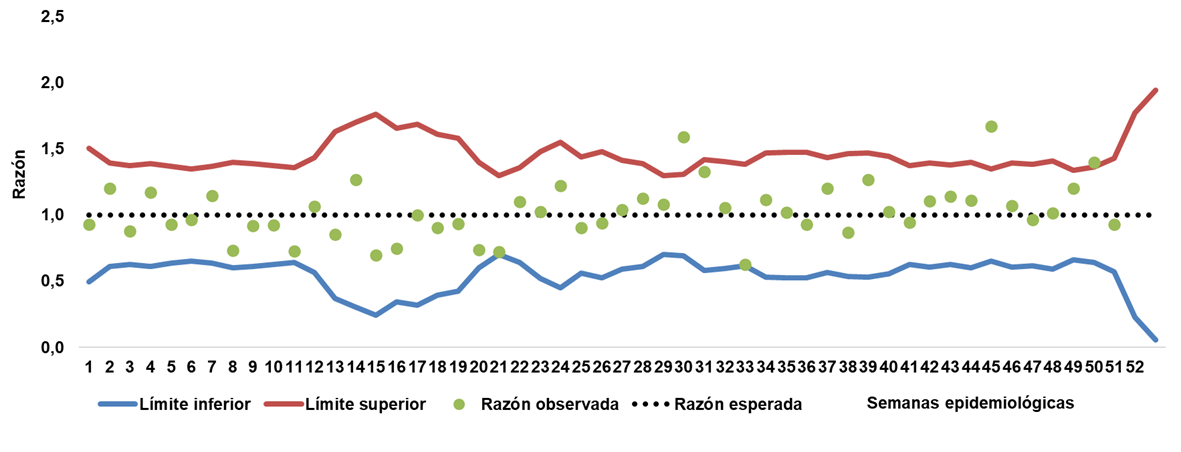 2,5
2,0
1,5
1,0
0,5
0,0
Razón
1 2 3 4 5 6 7 8 9 10 11 12 13 14 15 16 17 18 19 20 21 22 23 24 25 26 27 28 29 30 31 32 33 34 35 36 37 38 39 40 41 42 43 44 45 46 47 48 49 50 51 52
Límite inferior Límite superior Razón observada Razón esperada Semanas epidemiológicas